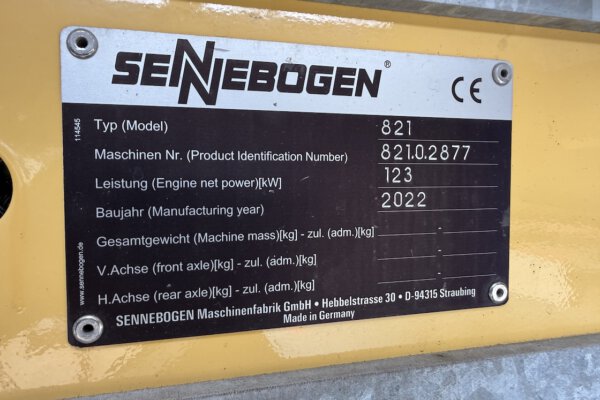 SENNEBOGEN®
CE
Typ (Model) 821
Maschinen Nr. (Product Identification Number) 821.0.2877
Leistung (Engine net power)[kW] 123
Baujahr (Manufacturing year) 2022
Gesamtgewicht (Machine mass)[kg] - zul. (adm.)[kg] -
V.Achse (front axle)[kg] - zul. (adm.)[kg] -
H.Achse (rear axle)[kg] - zul. (adm.)[kg] -
SENNEBOGEN Maschinenfabrik GmbH • Hebbelstrasse 30 • D-94315 Straubing
Made in Germany
114845
www.sennebogen.de